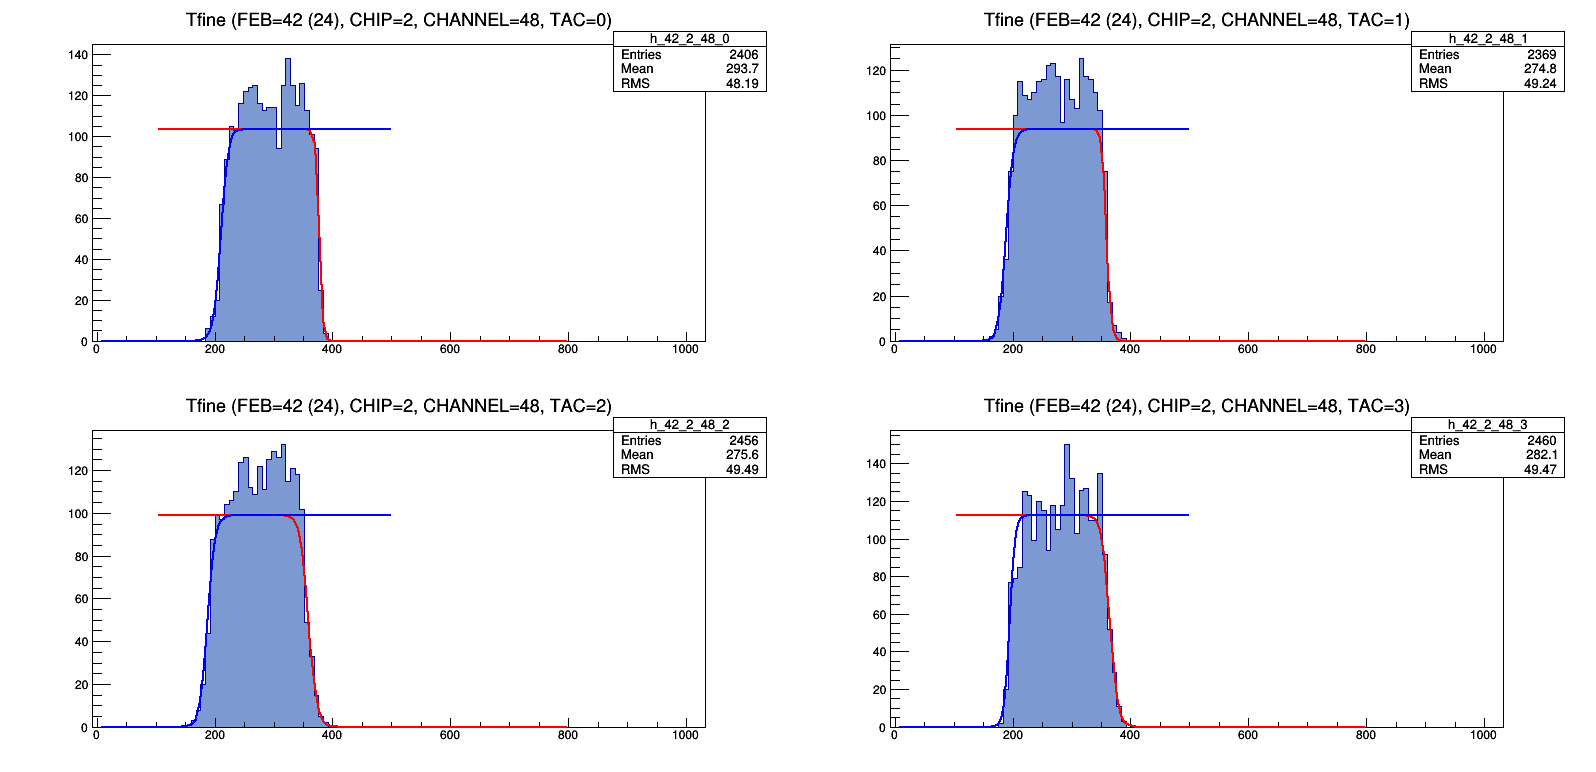 Tfine (FEB=42 (24), CHIP=2, CHANNEL=48, TAC=0)
h_42_2_48_0
Entries 2406
Mean 293.7
RMS 48.19
140
120
100
80
60
40
20
0
0 200 400 600 800 1000
Tfine (FEB=42 (24), CHIP=2, CHANNEL=48, TAC=1)
h_42_2_48_1
Entries 2369
Mean 274.8
RMS 49.24
120
100
80
60
40
20
0
0 200 400 600 800 1000
Tfine (FEB=42 (24), CHIP=2, CHANNEL=48, TAC=2)
h_42_2_48_2
Entries 2456
Mean 275.6
RMS 49.49
120
100
80
60
40
20
0
0 200 400 600 800 1000
Tfine (FEB=42 (24), CHIP=2, CHANNEL=48, TAC=3)
h_42_2_48_3
Entries 2460
Mean 282.1
RMS 49.47
140
120
100
80
60
40
20
0
0 200 400 600 800 1000